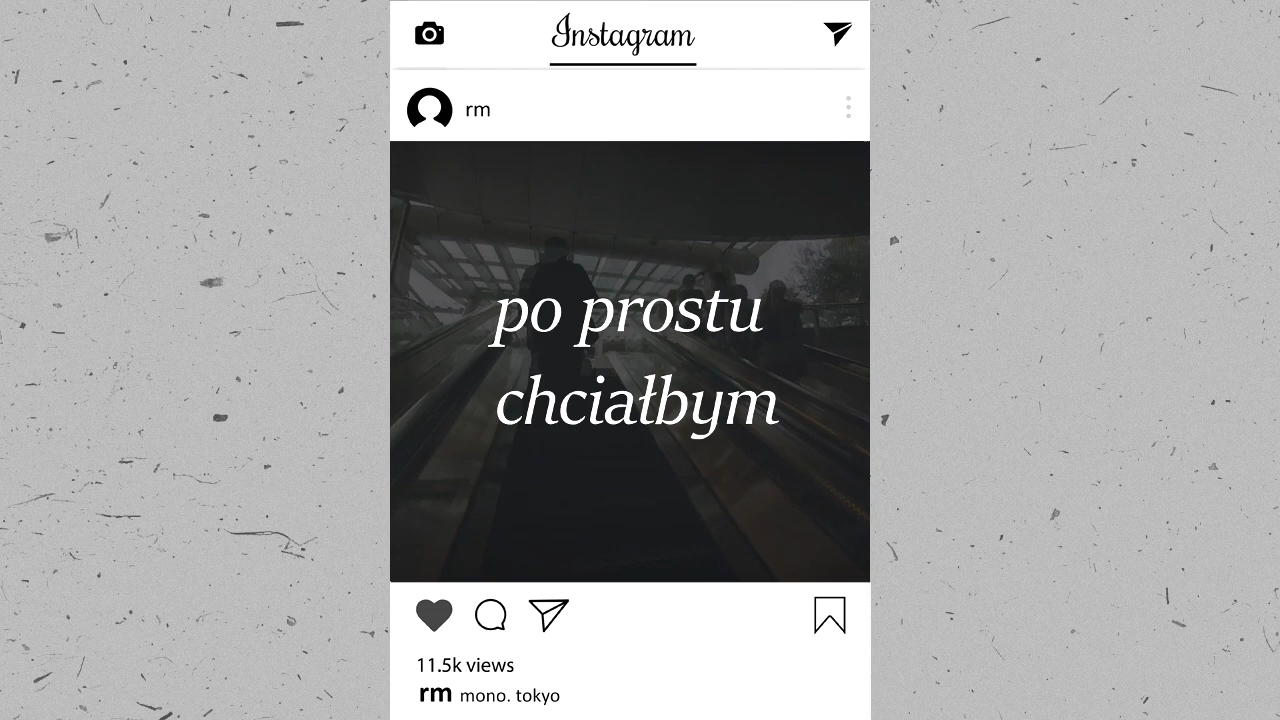 Instagram
rm
po prostu
chciałbym
11.5k views
rm mono. tokyo